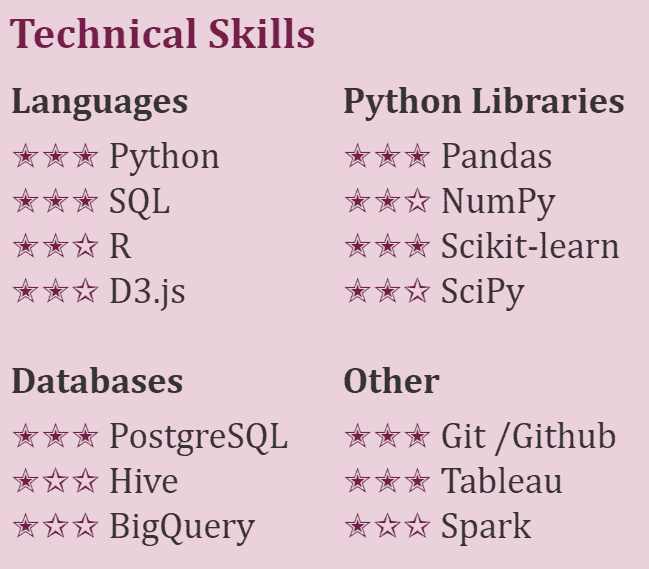 Technical Skills
Languages
✭✭✭ Python
✭✭✭ SQL
✭✭✩ R
✭✭✩ D3.js
Python Libraries
✭✭✭ Pandas
✭✭✩ NumPy
✭✭✭ Scikit-learn
✭✭✩ SciPy
Databases
✭✭✭ PostgreSQL
✭✩✩ Hive
✭✩✩ BigQuery
Other
✭✭✭ Git /Github
✭✭✭ Tableau
✭✩✩ Spark